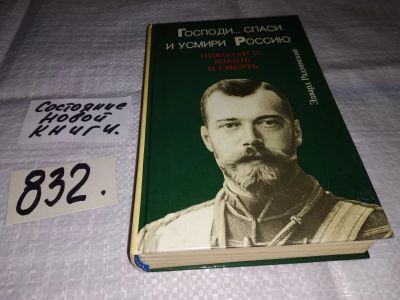 Господи... спаси
и усмири Россию
НИКОЛАЙ II:
ЖИЗНЬ
И СМЕРТЬ
Эдвард Радзинский
Состояние
новой
книги.
832.